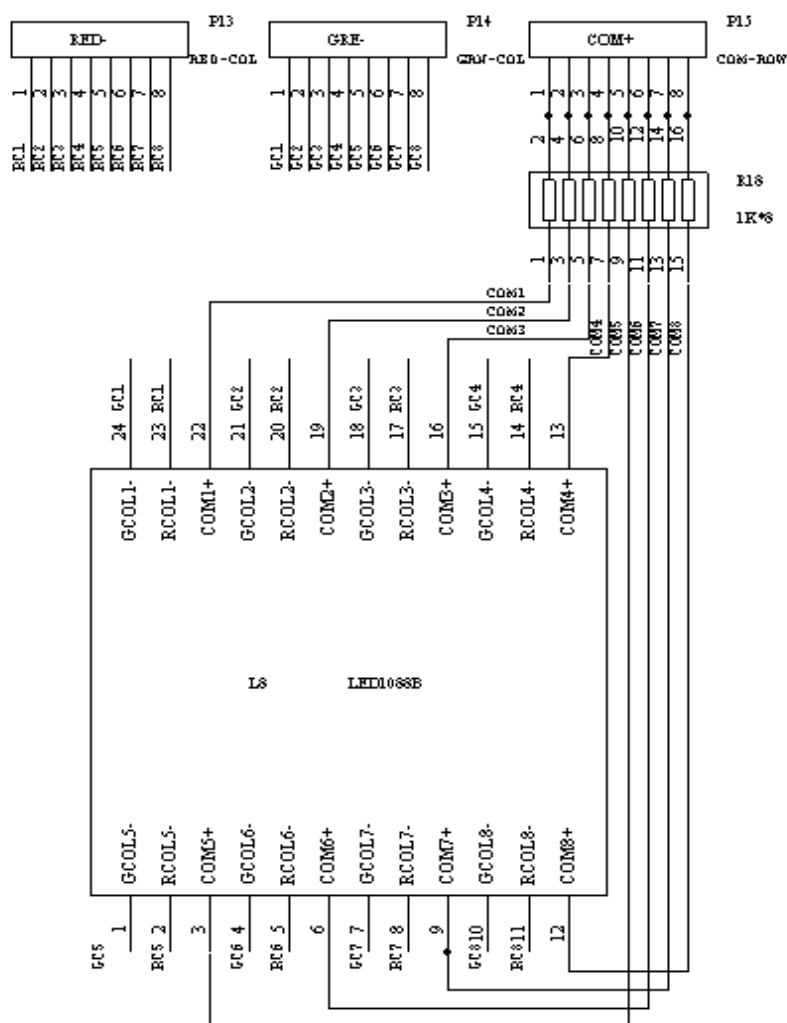 P13 P14 P15
RED- GRE- COM+
RED-COL GRN-COL COM-ROW
1 2 3 4 5 6 7 8
1 2 3 4 5 6 7 8
1 2 3 4 5 6 7 8
RC1 RC2 RC3 RC4 RC5 RC6 RC7 RC8
GC1 GC2 GC3 GC4 GC5 GC6 GC7 GC8
2 4 6 8 10 12 14 16
R18
1K*8
1 3 5 7 9 11 13 15
COM1
COM2
COM3
COM4 COM5 COM6 COM7 COM8
GC1 RC1 GC2 RC2 GC3 RC3 GC4 RC4
24 23 22 21 20 19 18 17 16 15 14 13
GCOL1- RCOL1- COM1+ GCOL2- RCOL2- COM2+ GCOL3- RCOL3- COM3+ GCOL4- RCOL4- COM4+
L8 LED1088B
GCOL5- RCOL5- COM5+ GCOL6- RCOL6- COM6+ GCOL7- RCOL7- COM7+ GCOL8- RCOL8- COM8+
1 2 3 4 5 6 7 8 9 10 11 12
GC5 RC5 GC6 RC6 GC7 RC7 GC8 RC8